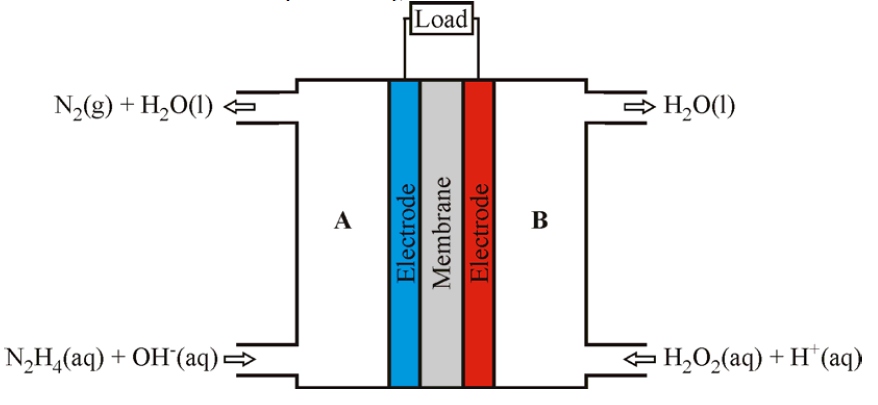 Load
N₂(g) + H₂O(l)
H₂O(l)
A
Electrode
Membrane
Electrode
B
N₂H₄(aq) + OH⁻(aq)
H₂O₂(aq) + H⁺(aq)